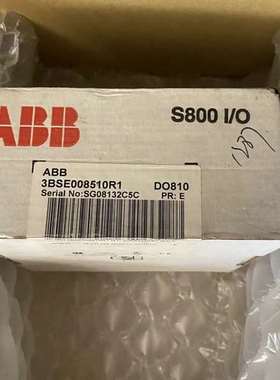 ABB
S800 I/O
ABB
3BSE008510R1 DO810
Serial No:SG08132C5C PR: E